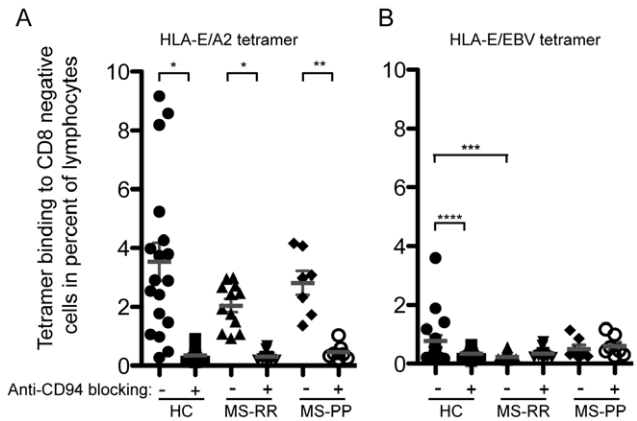 A
B
HLA-E/A2 tetramer
HLA-E/EBV tetramer
Tetramer binding to CD8 negative
cells in percent of lymphocytes
10
8
6
4
2
0
* * **
10
8
6
4
2
0
***
****
Anti-CD94 blocking: - + - + - + - + - + - +
HC MS-RR MS-PP HC MS-RR MS-PP